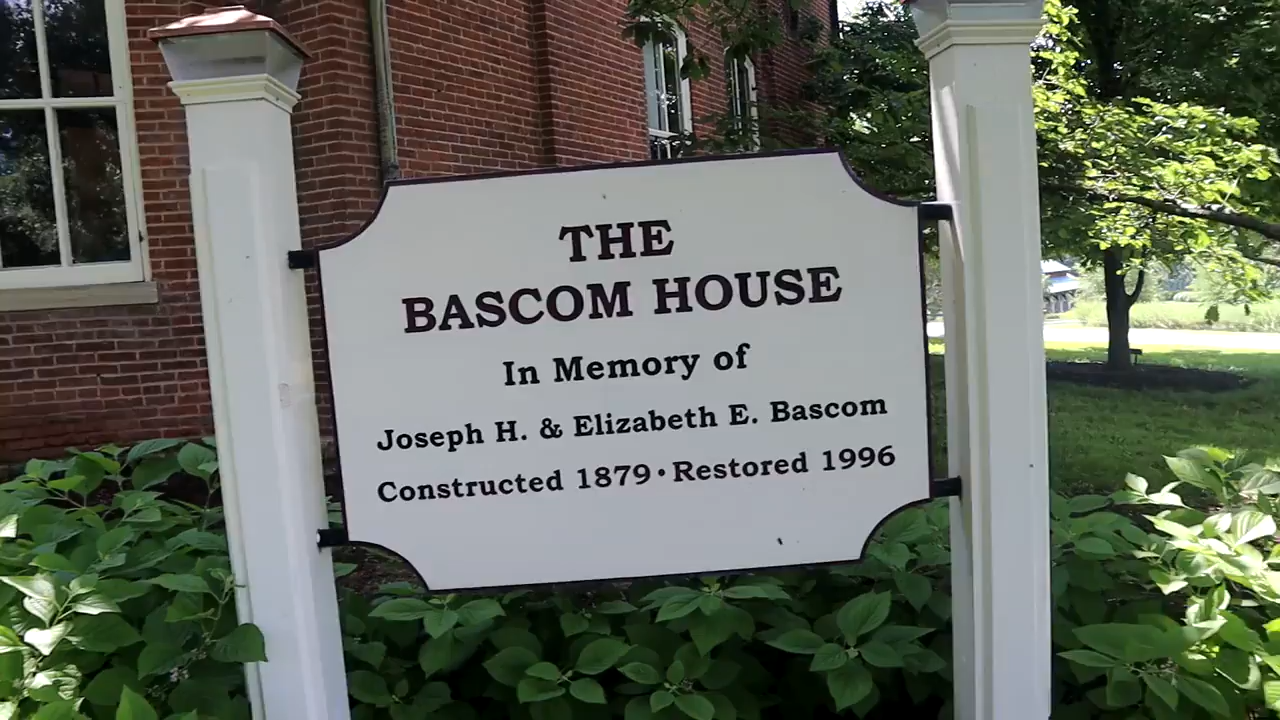 THE
BASCOM HOUSE
In Memory of
Joseph H. & Elizabeth E. Bascom
Constructed 1879 • Restored 1996